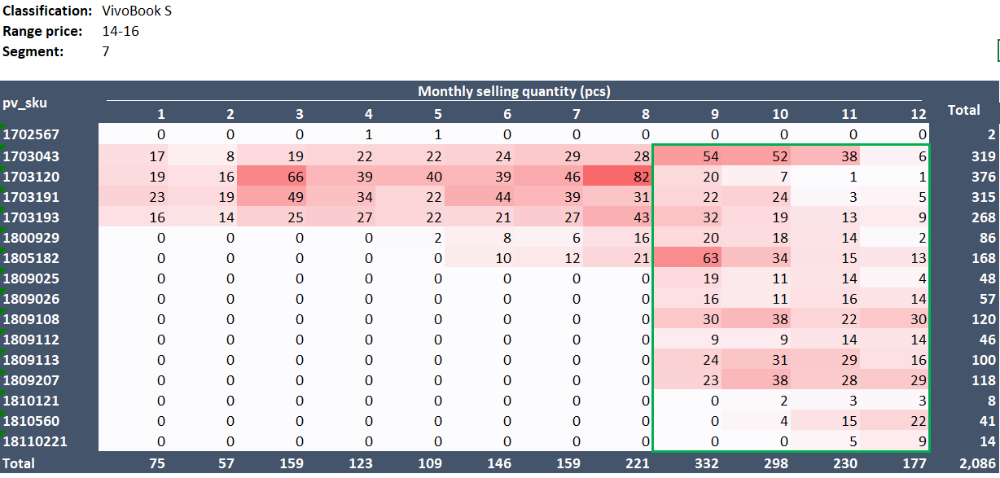 Classification: VivoBook S
Range price: 14-16
Segment: 7
Monthly selling quantity (pcs)
pv_sku 1 2 3 4 5 6 7 8 9 10 11 12 Total
1702567 0 0 0 1 1 0 0 0 0 0 0 0 2
1703043 17 8 19 22 22 24 29 28 54 52 38 6 319
1703120 19 16 66 39 40 39 46 82 20 7 1 1 376
1703191 23 19 49 34 22 44 39 31 22 24 3 5 315
1703193 16 14 25 27 22 21 27 43 32 19 13 9 268
1800929 0 0 0 0 2 8 6 16 20 18 14 2 86
1805182 0 0 0 0 0 10 12 21 63 34 15 13 168
1809025 0 0 0 0 0 0 0 0 19 11 14 4 48
1809026 0 0 0 0 0 0 0 0 16 11 16 14 57
1809108 0 0 0 0 0 0 0 0 30 38 22 30 120
1809112 0 0 0 0 0 0 0 0 9 9 14 14 46
1809113 0 0 0 0 0 0 0 0 24 31 29 16 100
1809207 0 0 0 0 0 0 0 0 23 38 28 29 118
1810121 0 0 0 0 0 0 0 0 0 2 3 3 8
1810560 0 0 0 0 0 0 0 0 0 4 15 22 41
18110221 0 0 0 0 0 0 0 0 0 0 5 9 14
Total 75 57 159 123 109 146 159 221 332 298 230 177 2,086